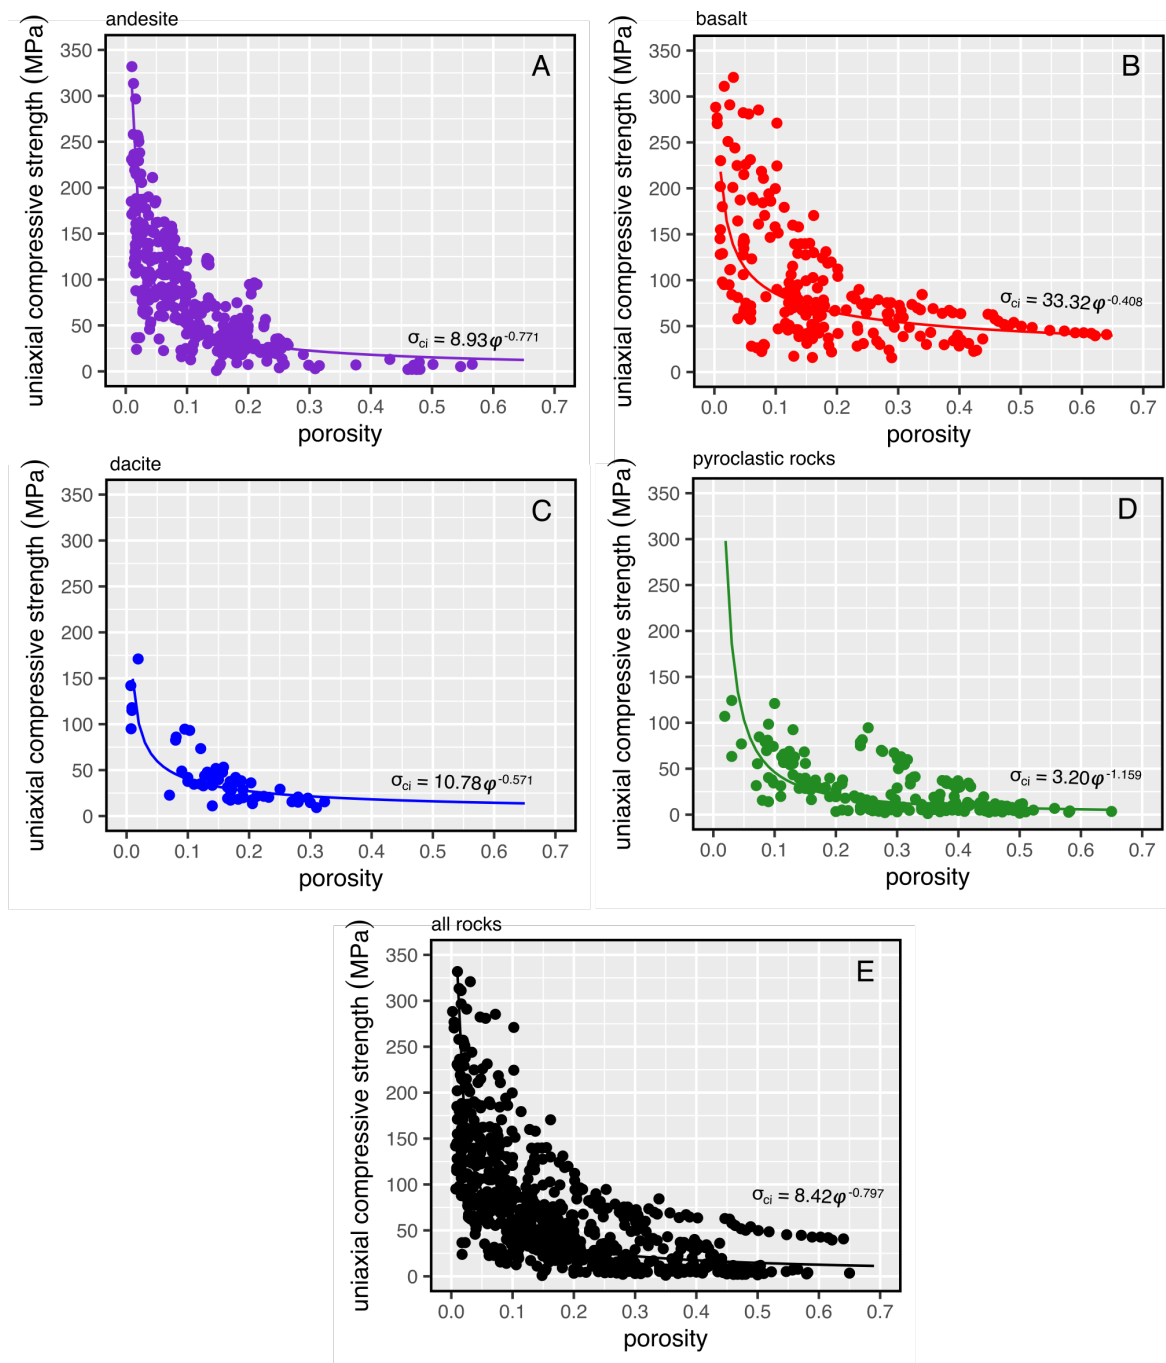 andesite
A
uniaxial compressive strength (MPa)
350
300
250
200
150
100
50
0
σci = 8.93φ-0.771
0.0 0.1 0.2 0.3 0.4 0.5 0.6 0.7
porosity
basalt
B
uniaxial compressive strength (MPa)
350
300
250
200
150
100
50
0
σci = 33.32φ-0.408
0.0 0.1 0.2 0.3 0.4 0.5 0.6 0.7
porosity
dacite
C
uniaxial compressive strength (MPa)
350
300
250
200
150
100
50
0
σci = 10.78φ-0.571
0.0 0.1 0.2 0.3 0.4 0.5 0.6 0.7
porosity
pyroclastic rocks
D
uniaxial compressive strength (MPa)
350
300
250
200
150
100
50
0
σci = 3.20φ-1.159
0.0 0.1 0.2 0.3 0.4 0.5 0.6 0.7
porosity
all rocks
E
uniaxial compressive strength (MPa)
350
300
250
200
150
100
50
0
σci = 8.42φ-0.797
0.0 0.1 0.2 0.3 0.4 0.5 0.6 0.7
porosity